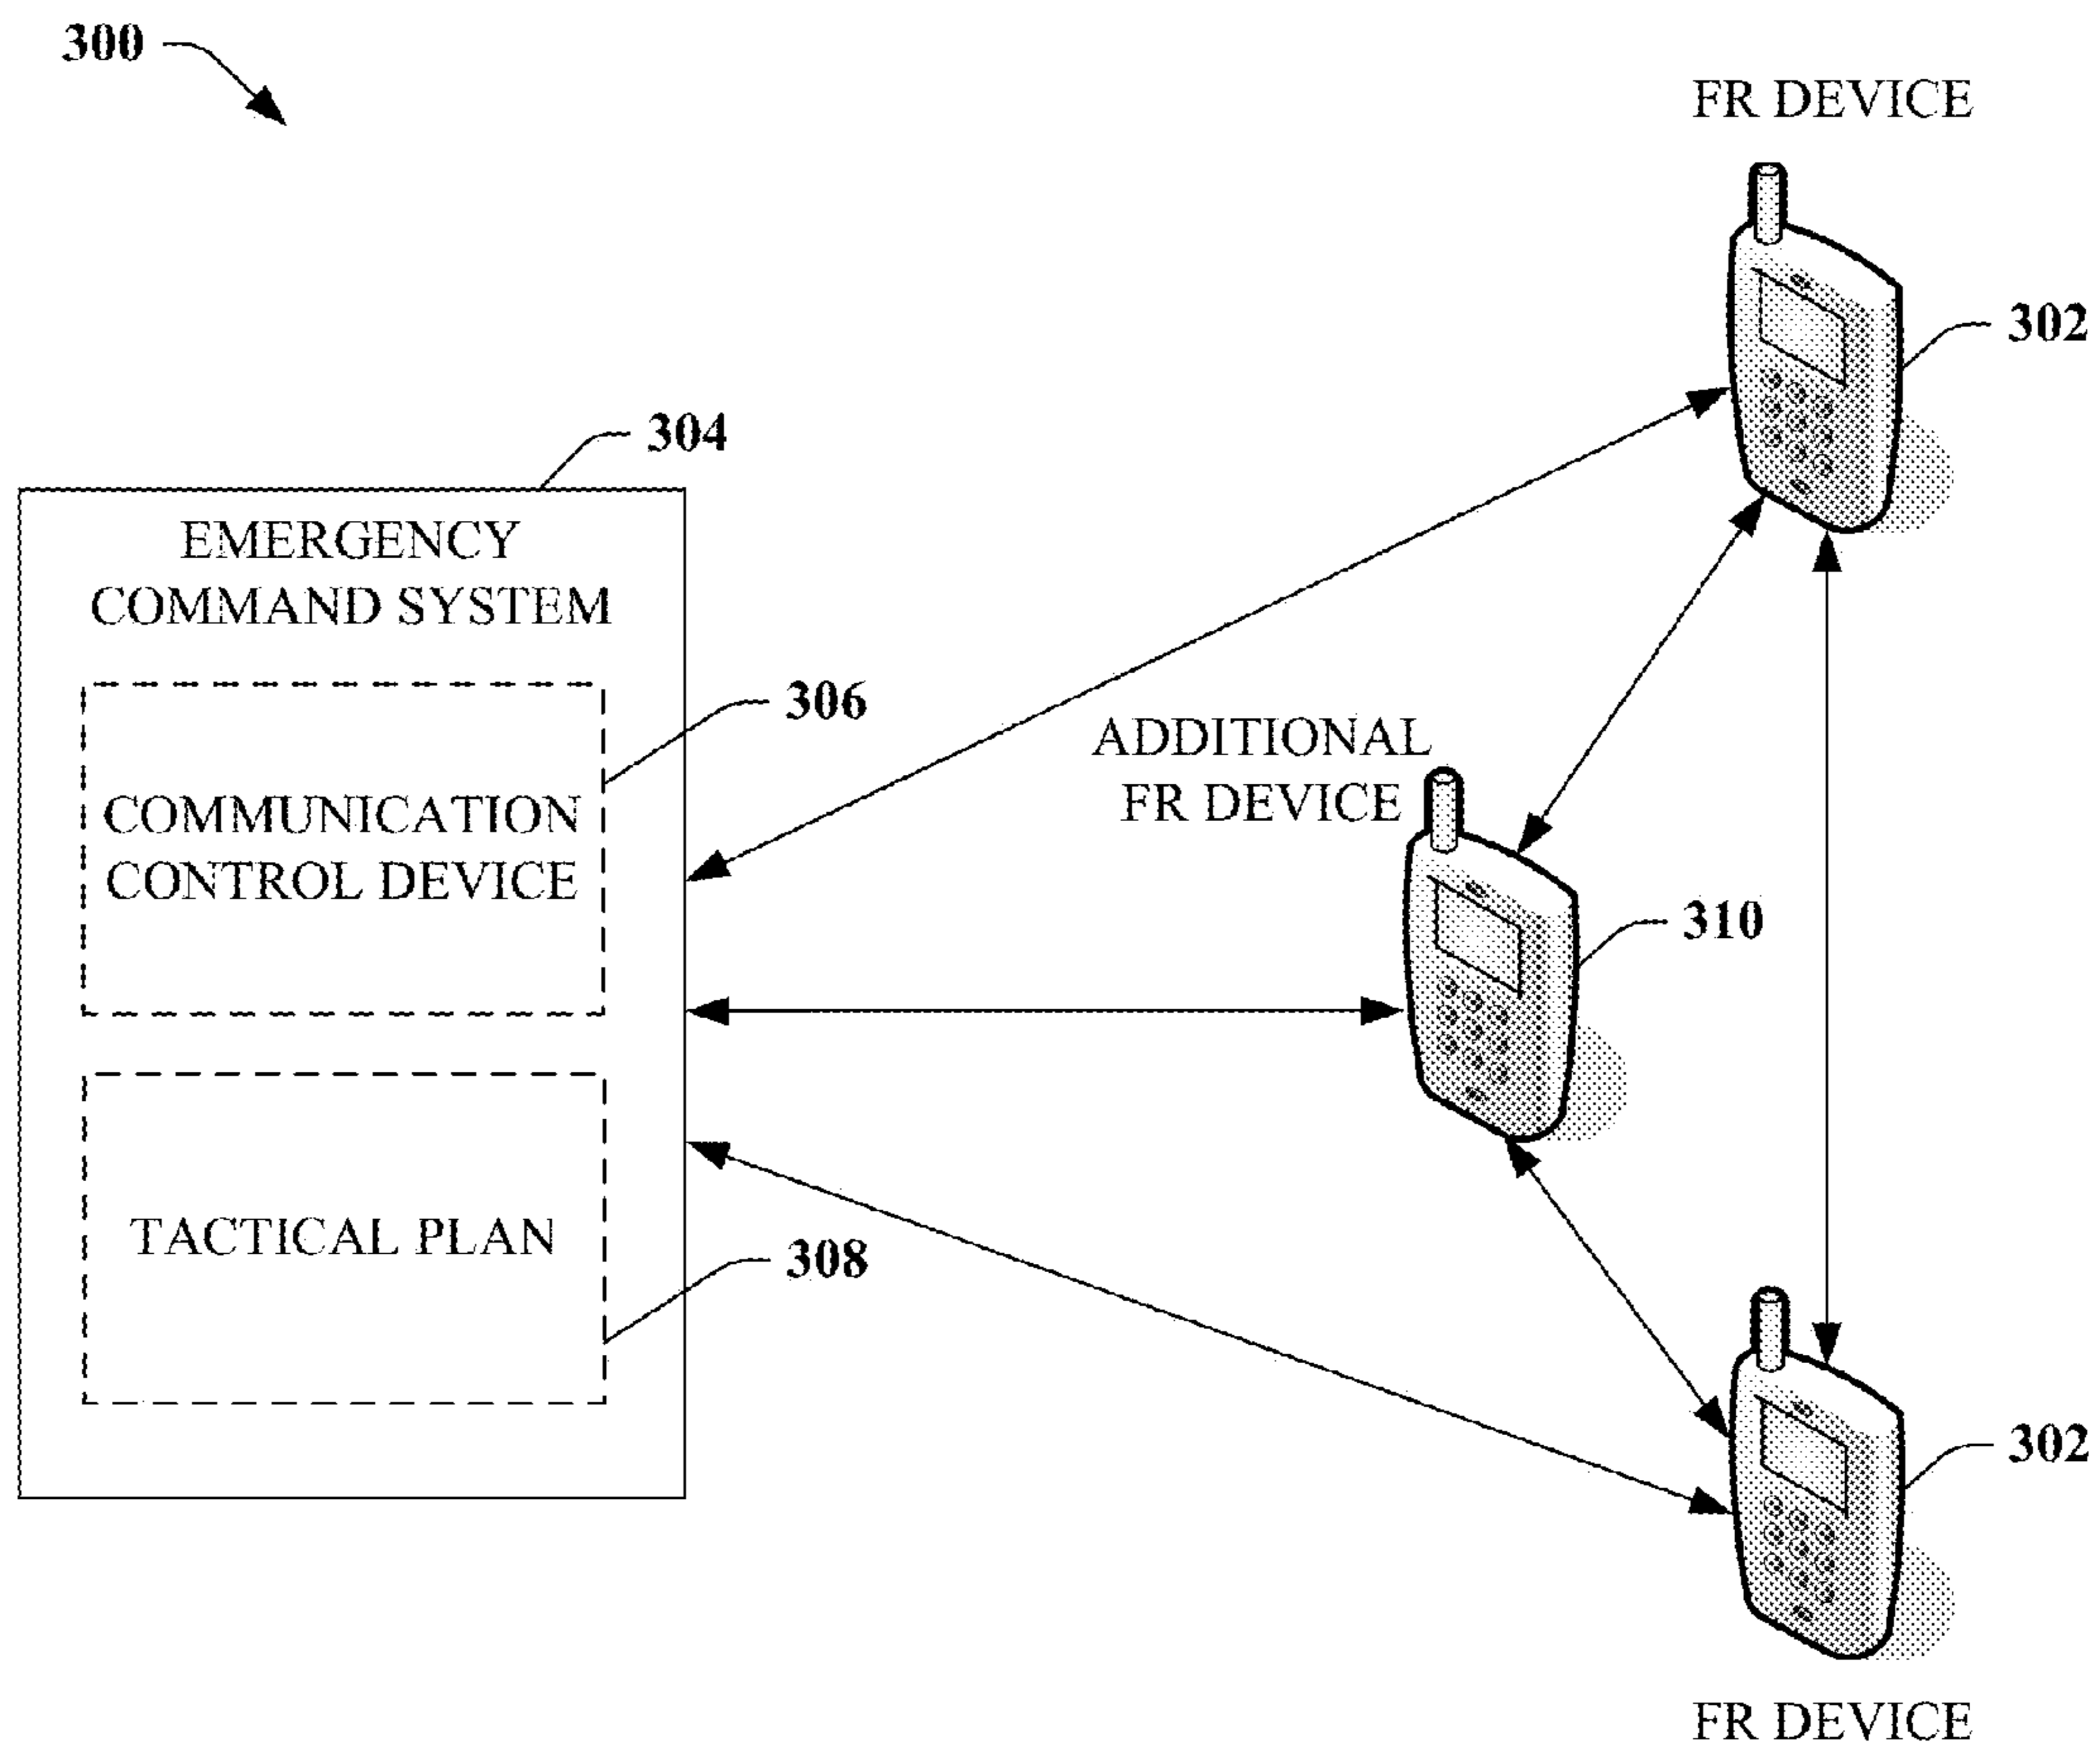 300
FR DEVICE
302
304
EMERGENCY
COMMAND SYSTEM
306
COMMUNICATION
CONTROL DEVICE
ADDITIONAL
FR DEVICE
310
TACTICAL PLAN
308
302
FR DEVICE